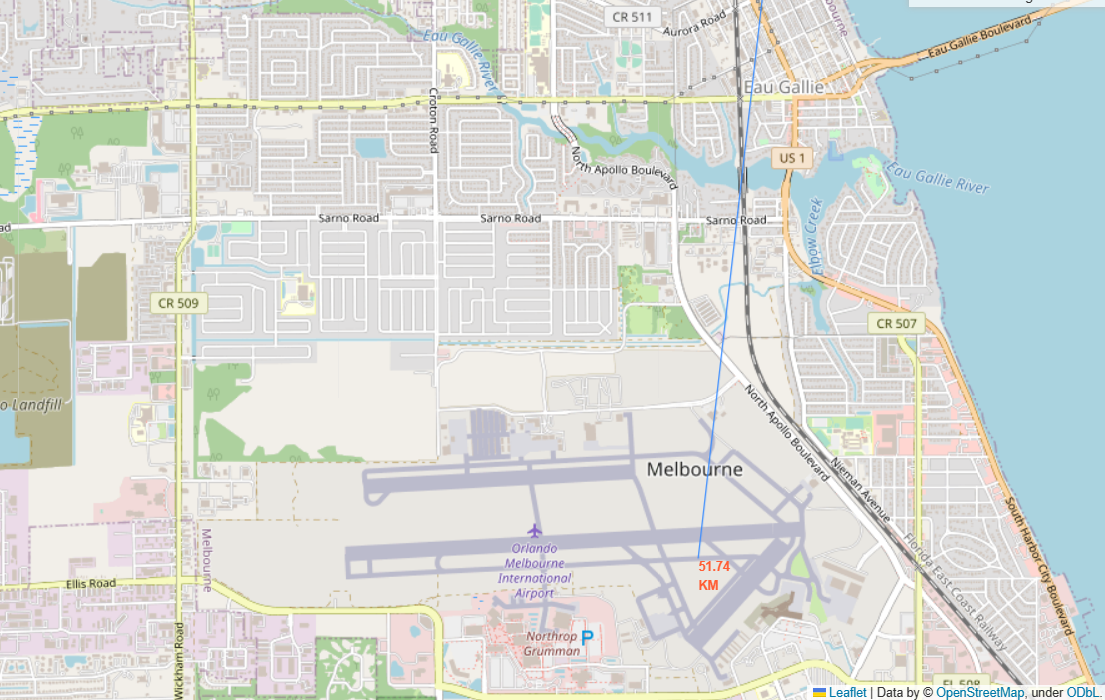 CR 511
Aurora Road
Eau Gallie River
Eau Gallie Boulevard
Eau Gallie
Croton Road
US 1
North Apollo Boulevard
Eau Gallie River
Sarno Road
Sarno Road
Sarno Road
Elbow Creek
CR 509
CR 507
o Landfill
North Apollo Boulevard
Melbourne
Nieman Avenue
South Harbor City Boulevard
Melbourne
Orlando
Melbourne
International
Airport
51.74
KM
Florida East Coast Railway
Ellis Road
Wickham Road
Northrop
Grumman
P
FL 508
Leaflet | Data by © OpenStreetMap, under ODbL.